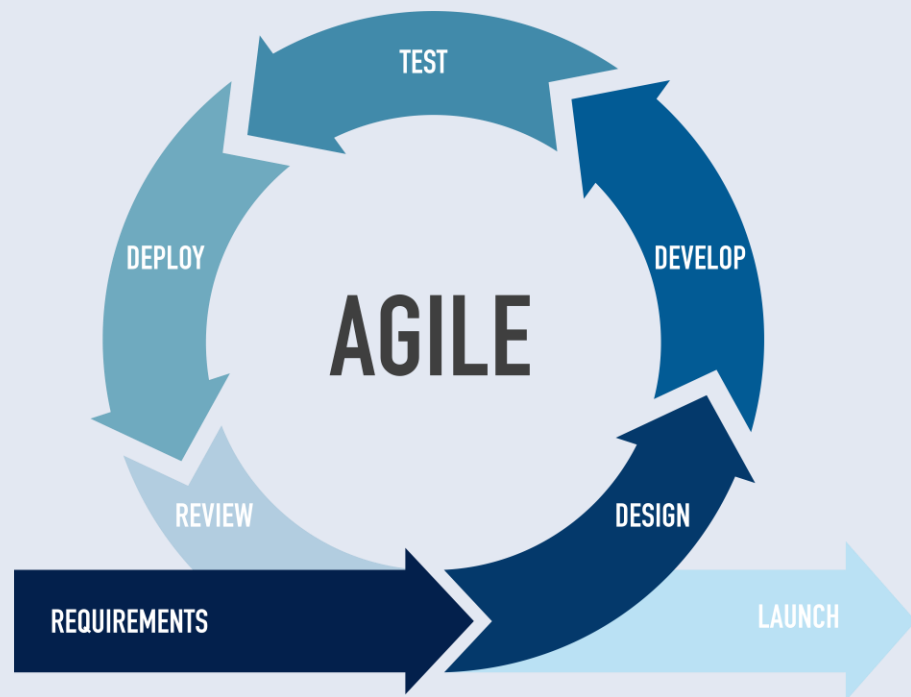 TEST
DEPLOY
DEVELOP
AGILE
REVIEW
DESIGN
REQUIREMENTS
LAUNCH